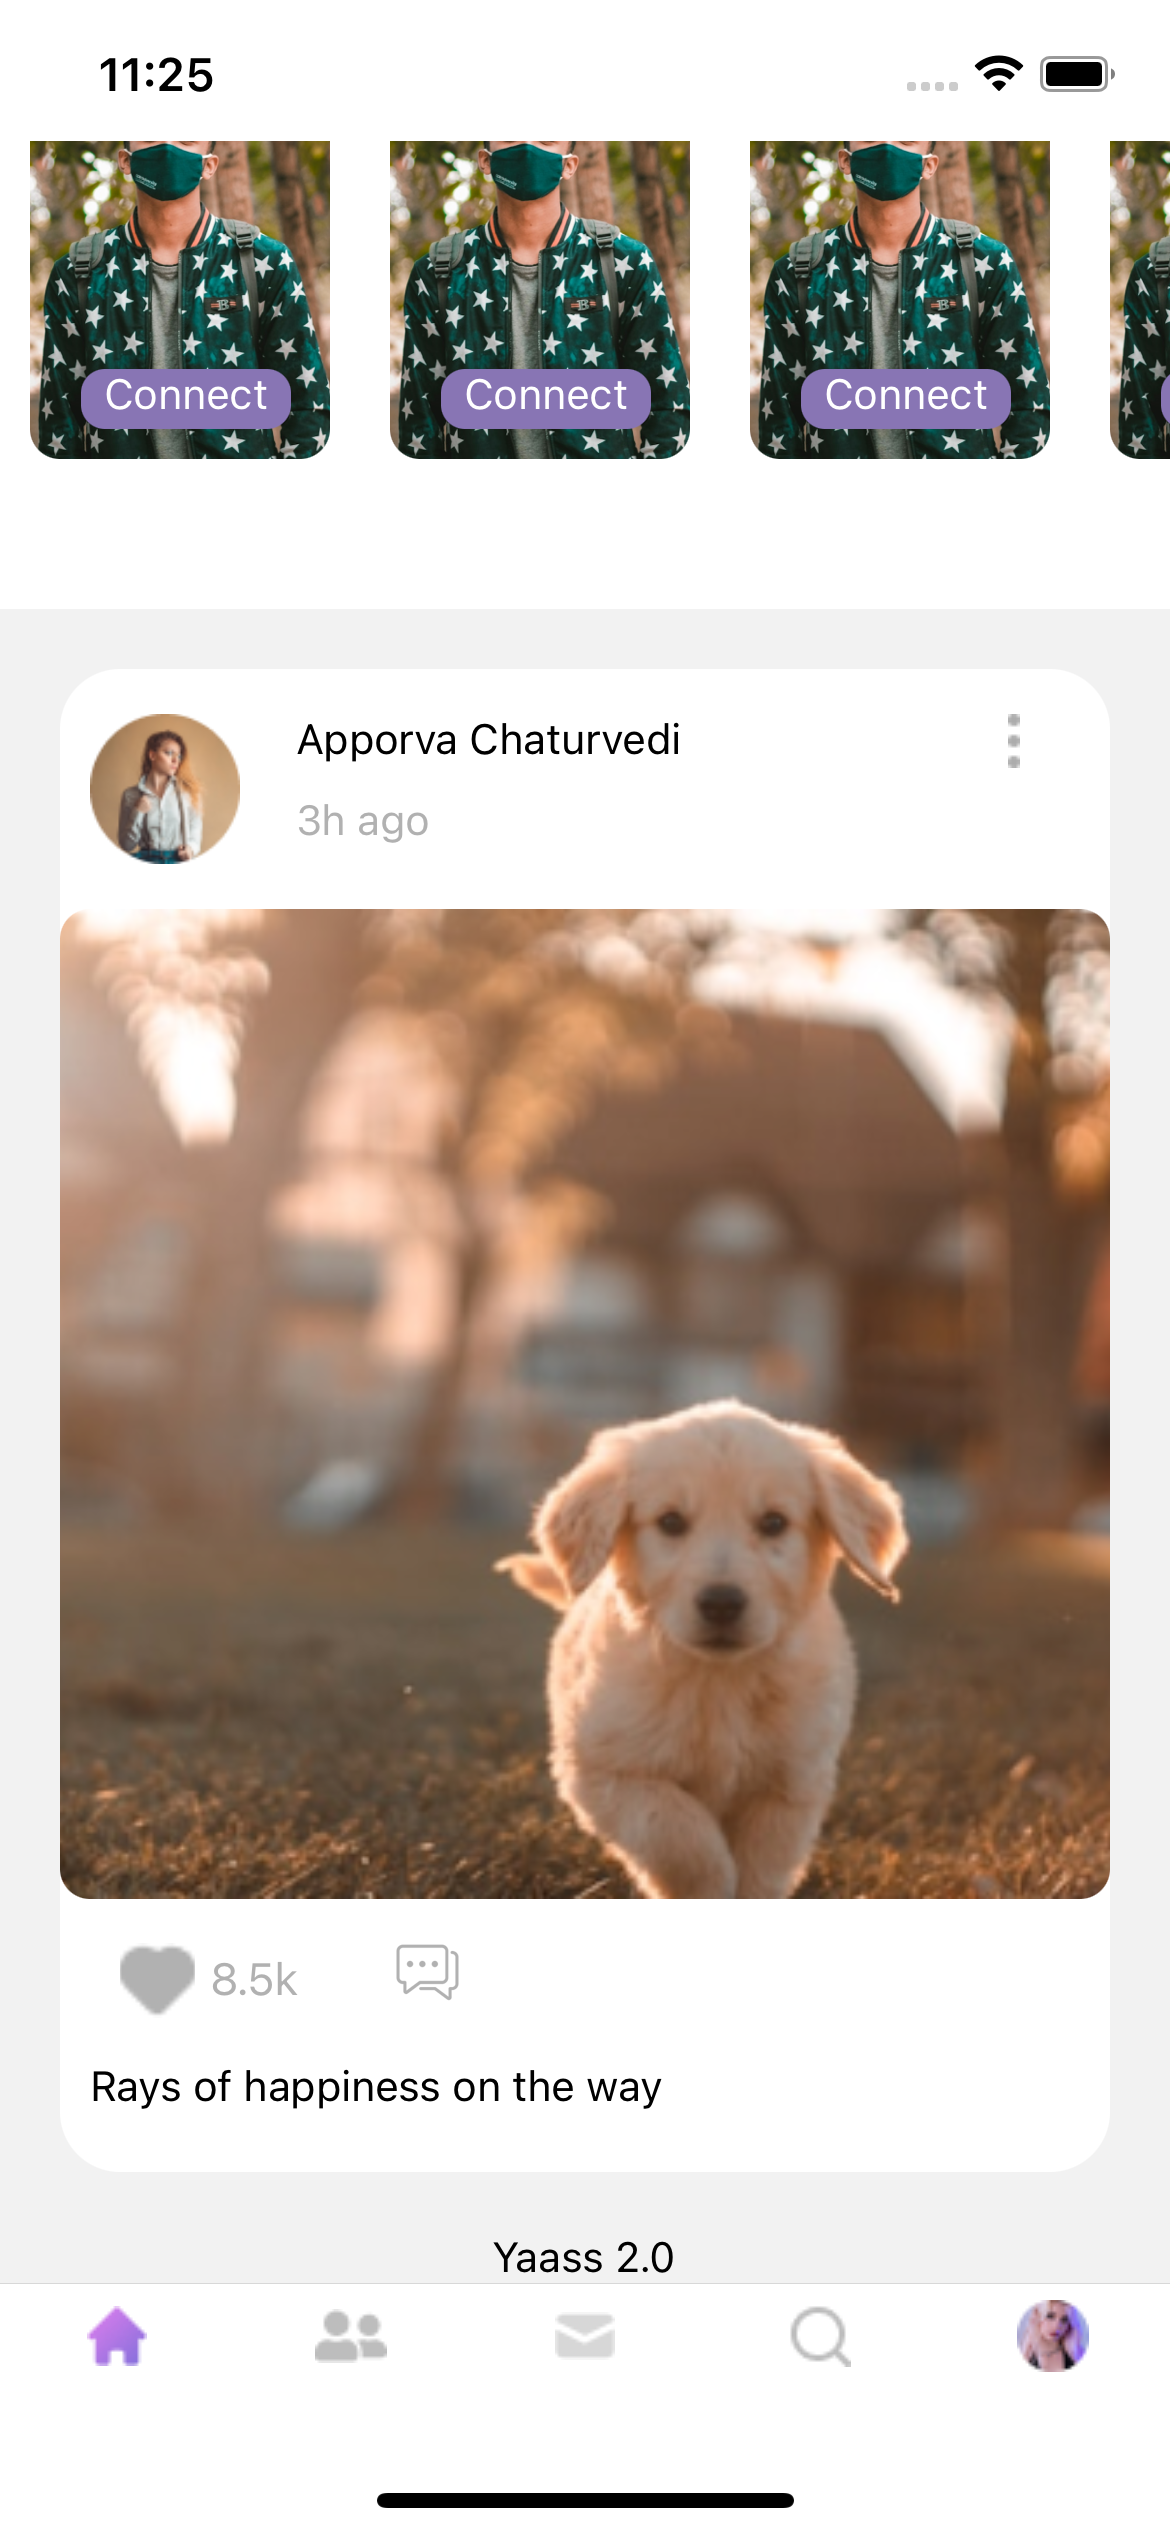 11:25
Connect Connect Connect
Apporva Chaturvedi
3h ago
8.5k
Rays of happiness on the way
Yaass 2.0